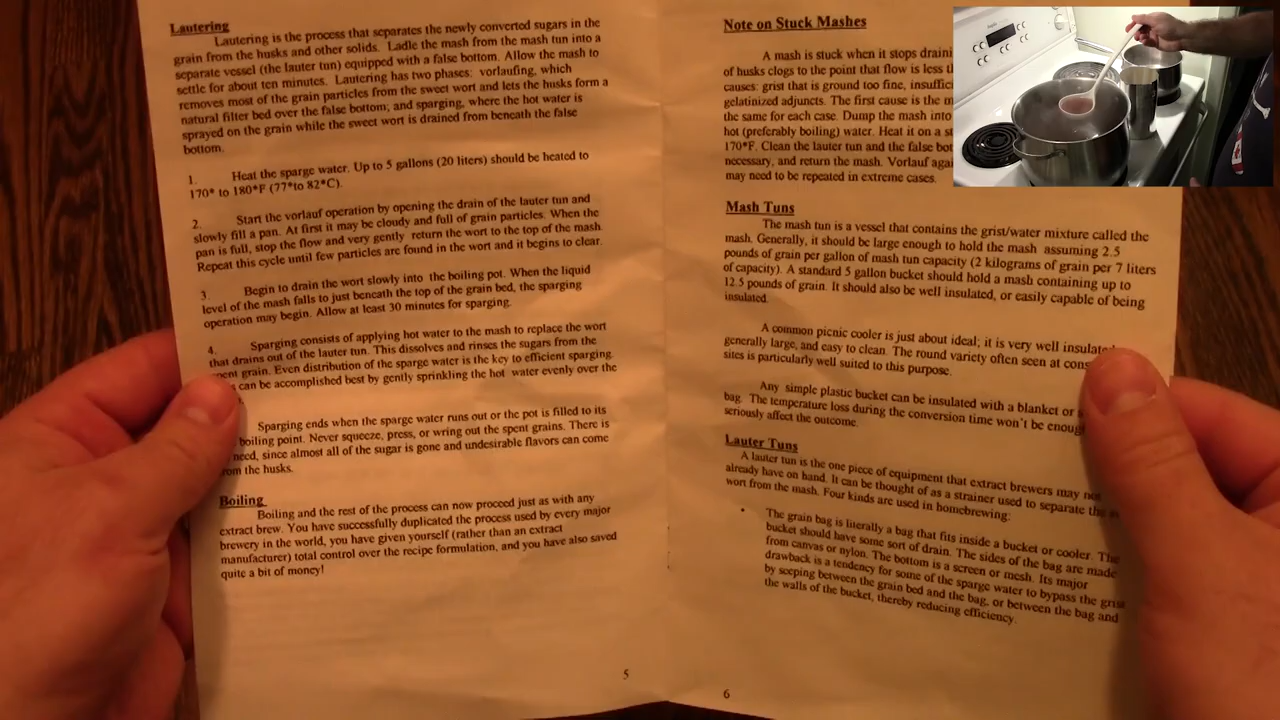 Lautering
Lautering is the process that separates the newly converted sugars in the
grain from the husks and other solids. Ladle the mash from the mash tun into a
separate vessel (the lauter tun) equipped with a false bottom. Allow the mash to
settle for about ten minutes. Lautering has two phases: vorlaufing, which
removes most of the grain particles from the sweet wort and lets the husks form a
natural filter bed over the false bottom; and sparging, where the hot water is
sprayed on the grain while the sweet wort is drained from beneath the false
bottom.
1. Heat the sparge water. Up to 5 gallons (20 liters) should be heated to
170* to 180*F (77*to 82*C).
2. Start the vorlauf operation by opening the drain of the lauter tun and
slowly fill a pan. At first it may be cloudy and full of grain particles. When the
pan is full, stop the flow and very gently return the wort to the top of the mash.
Repeat this cycle until few particles are found in the wort and it begins to clear.
3. Begin to drain the wort slowly into the boiling pot. When the liquid
level of the mash falls to just beneath the top of the grain bed, the sparging
operation may begin. Allow at least 30 minutes for sparging.
4. Sparging consists of applying hot water to the mash to replace the wort
that drains out of the lauter tun. This dissolves and rinses the sugars from the
spent grain. Even distribution of the sparge water is the key to efficient sparging.
can be accomplished best by gently sprinkling the hot water evenly over the
Sparging ends when the sparge water runs out or the pot is filled to its
boiling point. Never squeeze, press, or wring out the spent grains. There is
need, since almost all of the sugar is gone and undesirable flavors can come
from the husks.
Boiling
Boiling and the rest of the process can now proceed just as with any
extract brew. You have successfully duplicated the process used by every major
brewery in the world, you have given yourself (rather than an extract
manufacturer) total control over the recipe formulation, and you have also saved
quite a bit of money!
5
Note on Stuck Mashes
A mash is stuck when it stops draini
of husks clogs to the point that flow is less th
causes: grist that is ground too fine, insuffic
gelatinized adjuncts. The first cause is the m
the same for each case. Dump the mash into
hot (preferably boiling) water. Heat it on a st
170*F. Clean the lauter tun and the false bot
necessary, and return the mash. Vorlauf agai
may need to be repeated in extreme cases.
Mash Tuns
The mash tun is a vessel that contains the grist/water mixture called the
mash. Generally, it should be large enough to hold the mash assuming 2.5
pounds of grain per gallon of mash tun capacity (2 kilograms of grain per 7 liters
of capacity). A standard 5 gallon bucket should hold a mash containing up to
12.5 pounds of grain. It should also be well insulated, or easily capable of being
insulated.
A common picnic cooler is just about ideal; it is very well insulated
generally large, and easy to clean. The round variety often seen at cons
sites is particularly well suited to this purpose.
Any simple plastic bucket can be insulated with a blanket or s
bag. The temperature loss during the conversion time won't be enoug
seriously affect the outcome.
Lauter Tuns
A lauter tun is the one piece of equipment that extract brewers may not
already have on hand. It can be thought of as a strainer used to separate the
wort from the mash. Four kinds are used in homebrewing:
• The grain bag is literally a bag that fits inside a bucket or cooler. The
bucket should have some sort of drain. The sides of the bag are made
from canvas or nylon. The bottom is a screen or mesh. Its major
drawback is a tendency for some of the sparge water to bypass the grist
by seeping between the grain bed and the bag, or between the bag and
the walls of the bucket, thereby reducing efficiency.
6